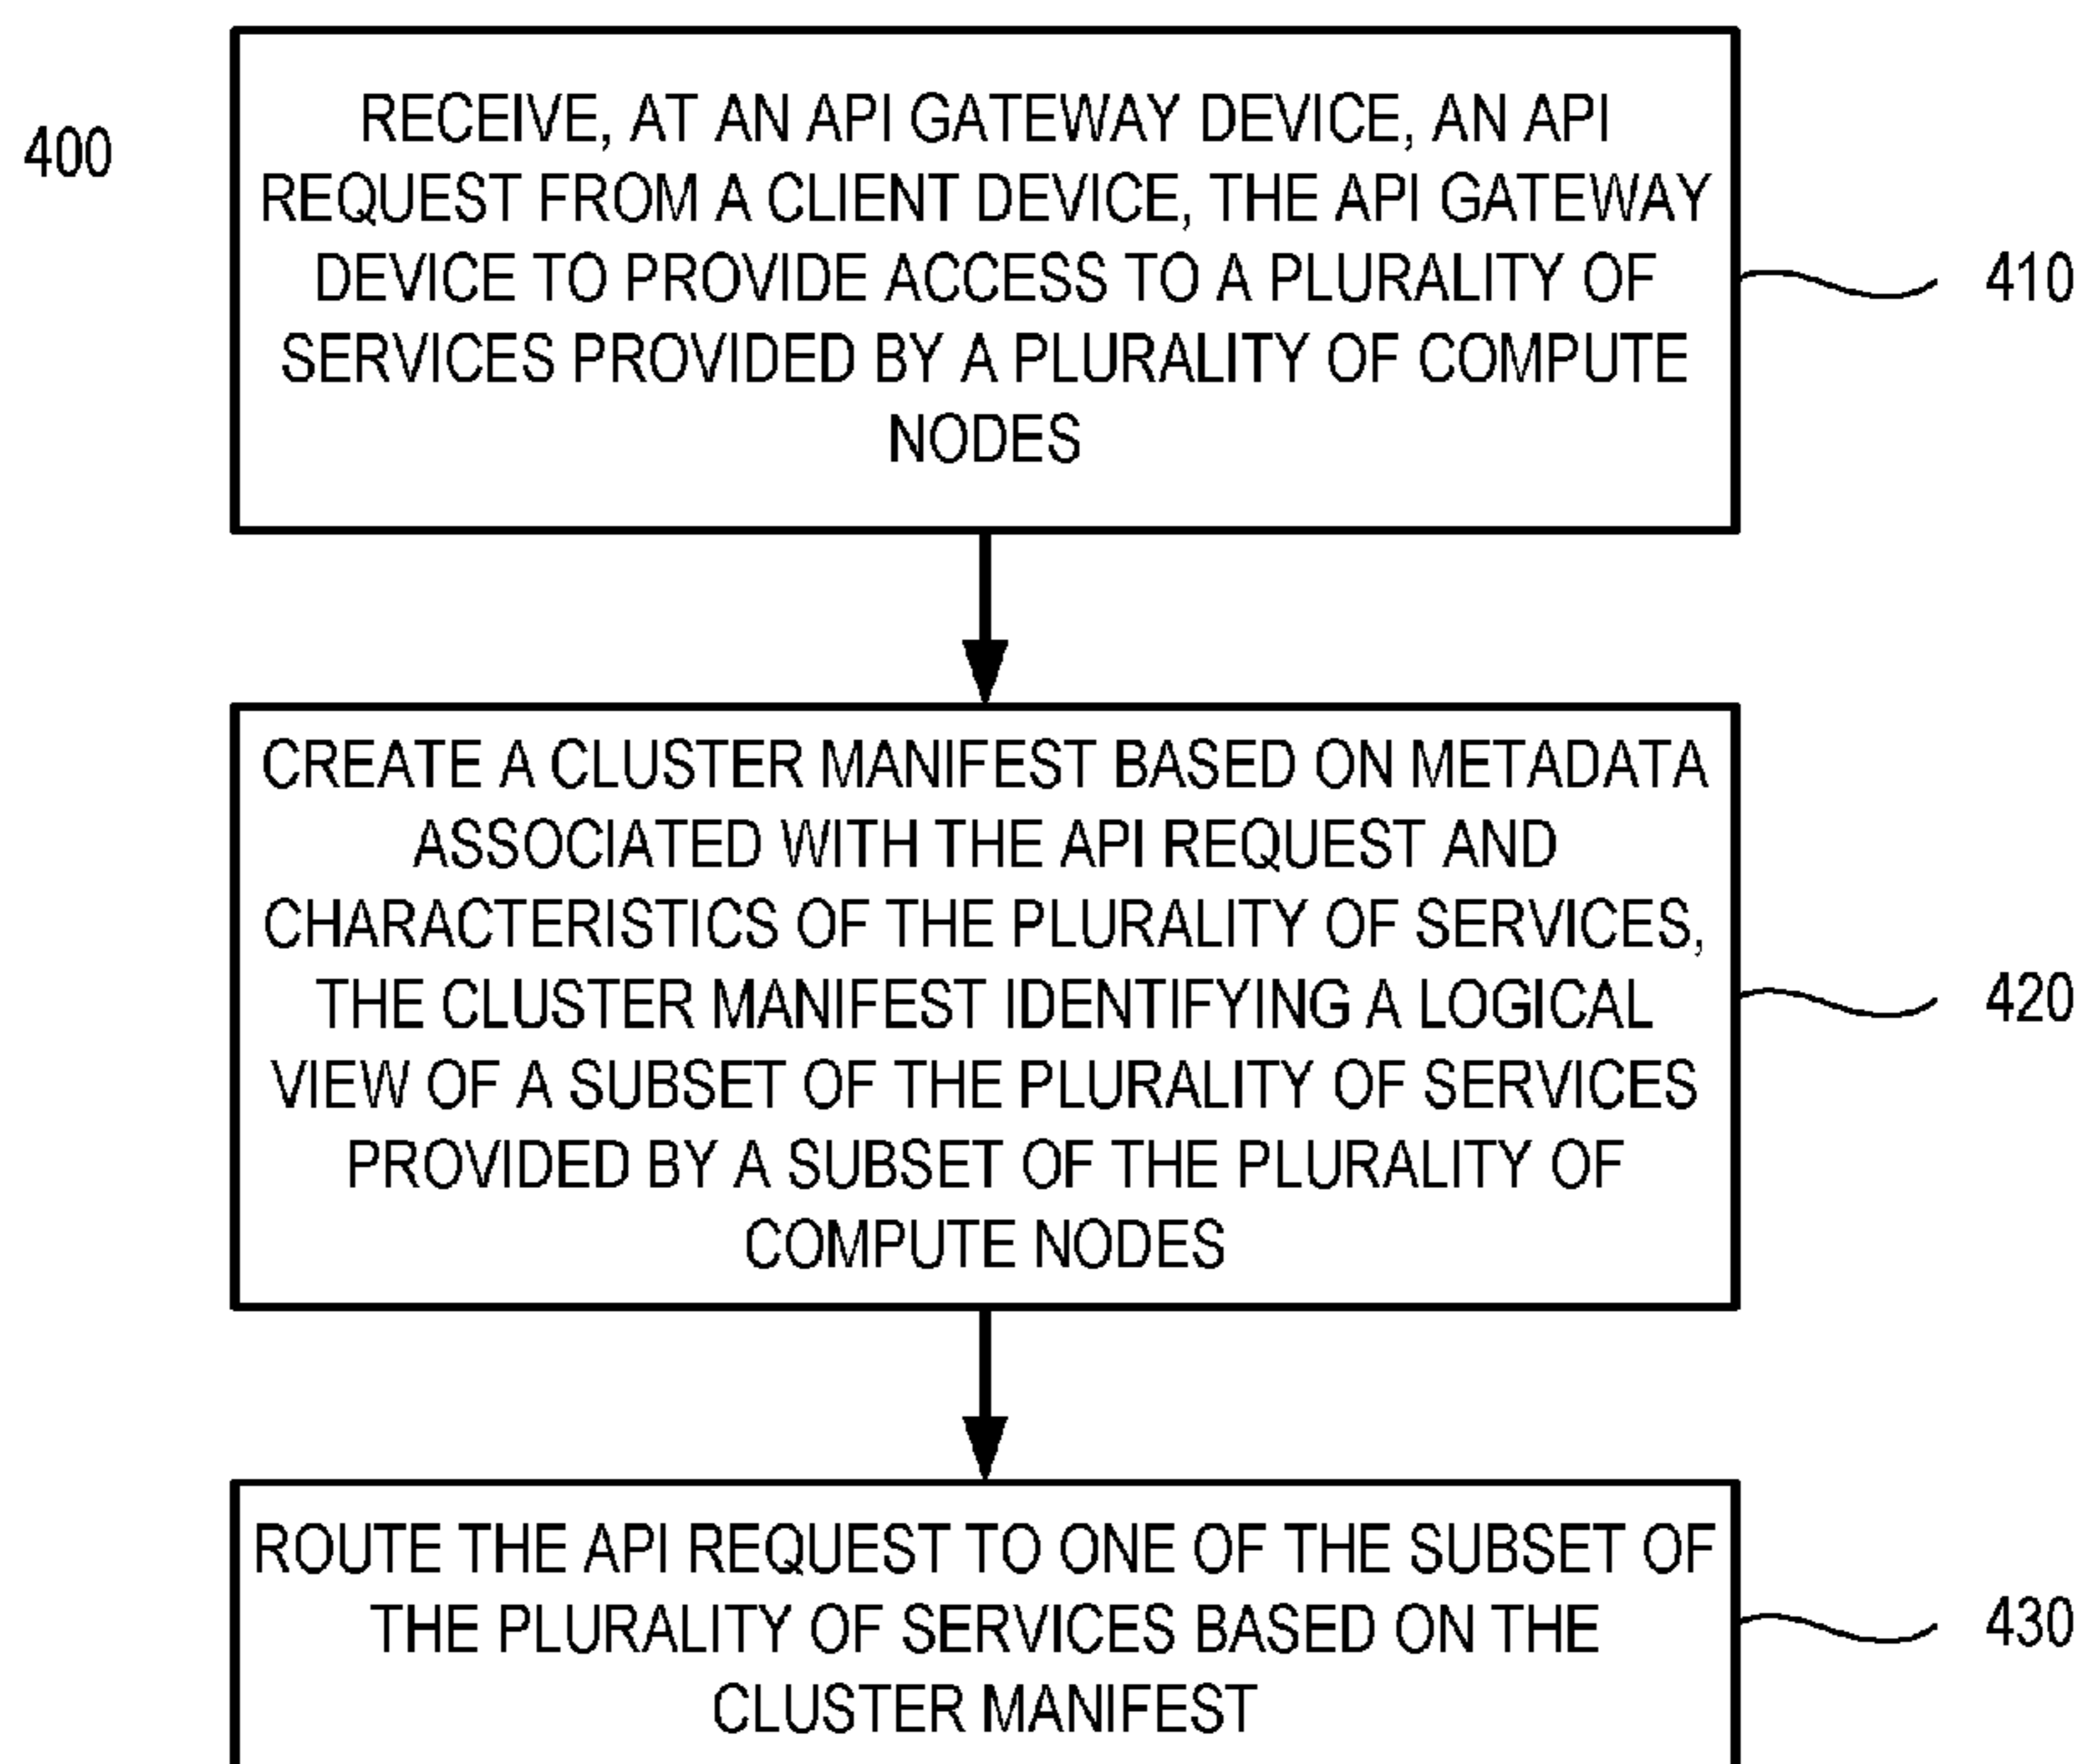 400
RECEIVE, AT AN API GATEWAY DEVICE, AN API
REQUEST FROM A CLIENT DEVICE, THE API GATEWAY
DEVICE TO PROVIDE ACCESS TO A PLURALITY OF
SERVICES PROVIDED BY A PLURALITY OF COMPUTE
NODES
410
CREATE A CLUSTER MANIFEST BASED ON METADATA
ASSOCIATED WITH THE API REQUEST AND
CHARACTERISTICS OF THE PLURALITY OF SERVICES,
THE CLUSTER MANIFEST IDENTIFYING A LOGICAL
VIEW OF A SUBSET OF THE PLURALITY OF SERVICES
PROVIDED BY A SUBSET OF THE PLURALITY OF
COMPUTE NODES
420
ROUTE THE API REQUEST TO ONE OF THE SUBSET OF
THE PLURALITY OF SERVICES BASED ON THE
CLUSTER MANIFEST
430